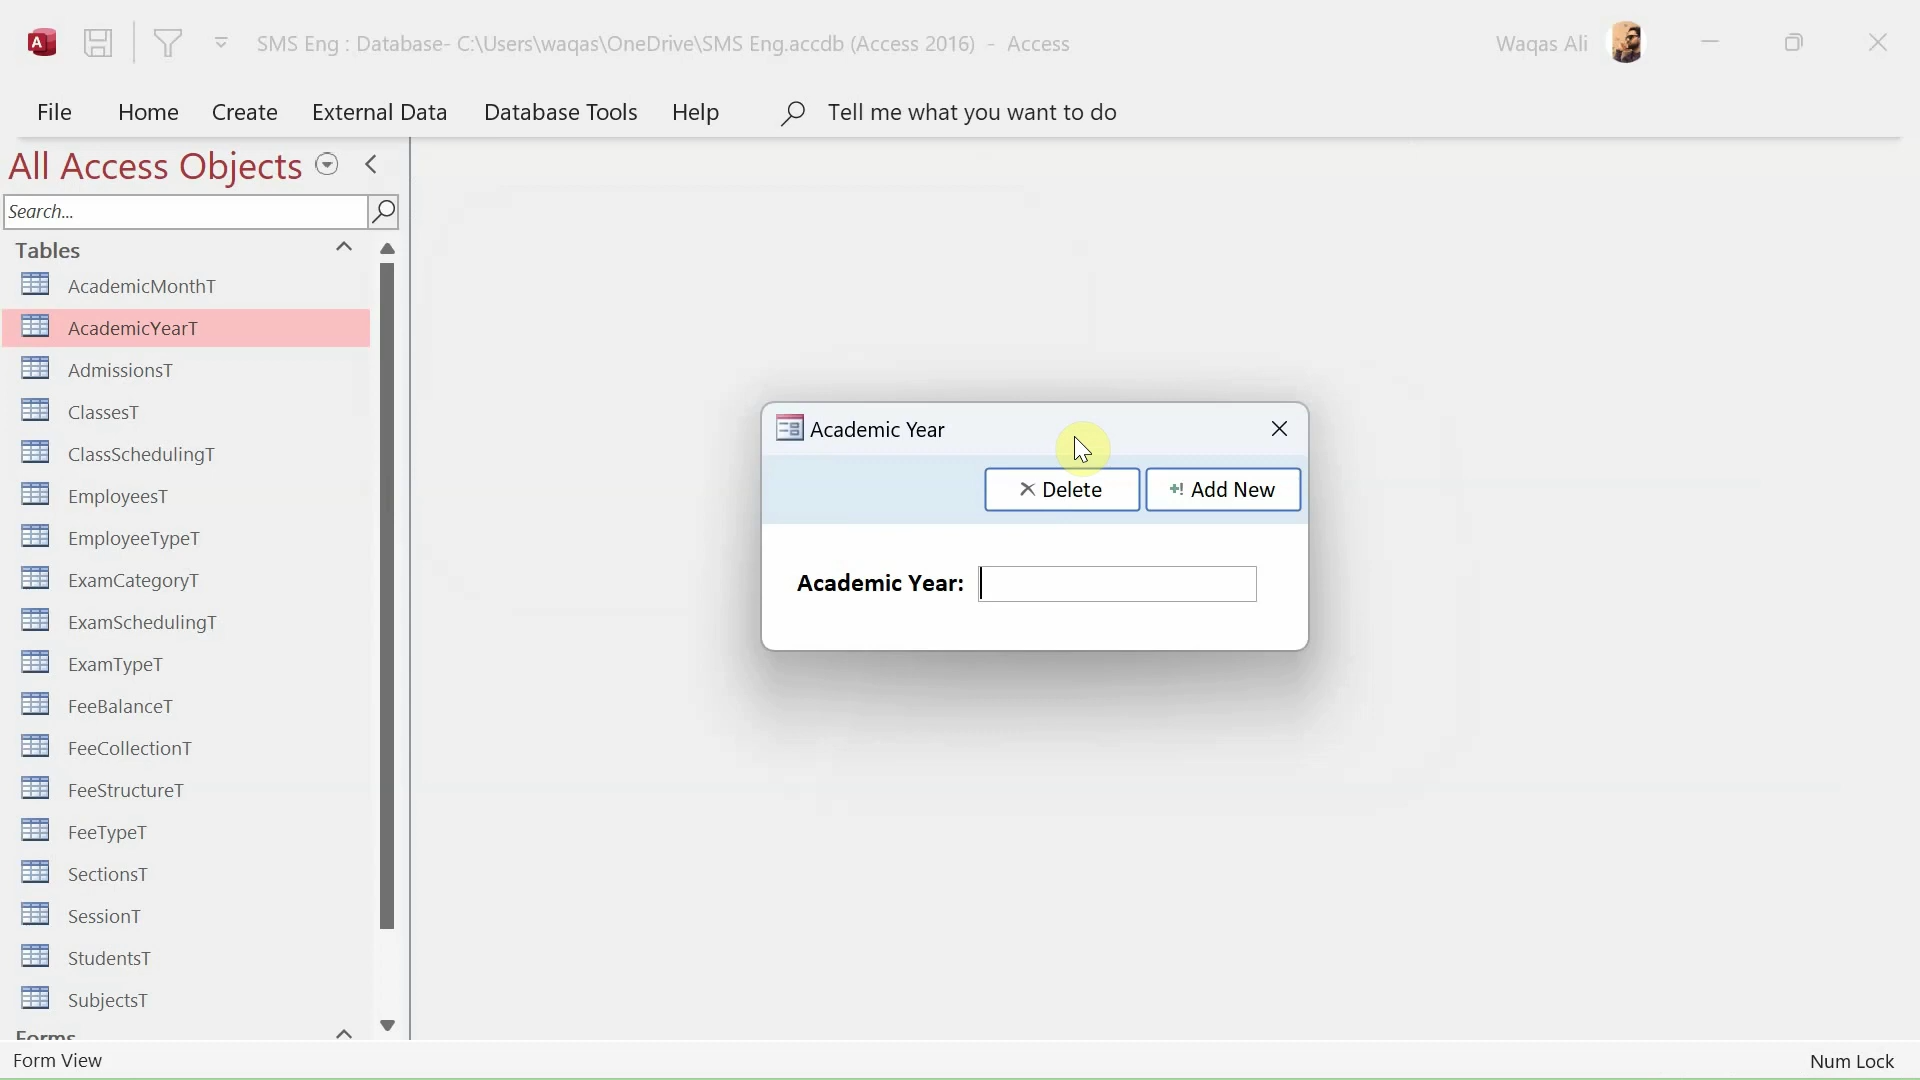 SMS Eng : Database- C:\Users\waqas\OneDrive\SMS Eng.accdb (Access 2016) - Access
Waqas Ali
File Home Create External Data Database Tools Help Tell me what you want to do
All Access Objects
Search...
Tables
AcademicMonthT
AcademicYearT
AdmissionsT
ClassesT
ClassSchedulingT
EmployeesT
EmployeeTypeT
ExamCategoryT
ExamSchedulingT
ExamTypeT
FeeBalanceT
FeeCollectionT
FeeStructureT
FeeTypeT
SectionsT
SessionT
StudentsT
SubjectsT
Forms
Academic Year
Delete
Add New
Academic Year:
Form View
Num Lock